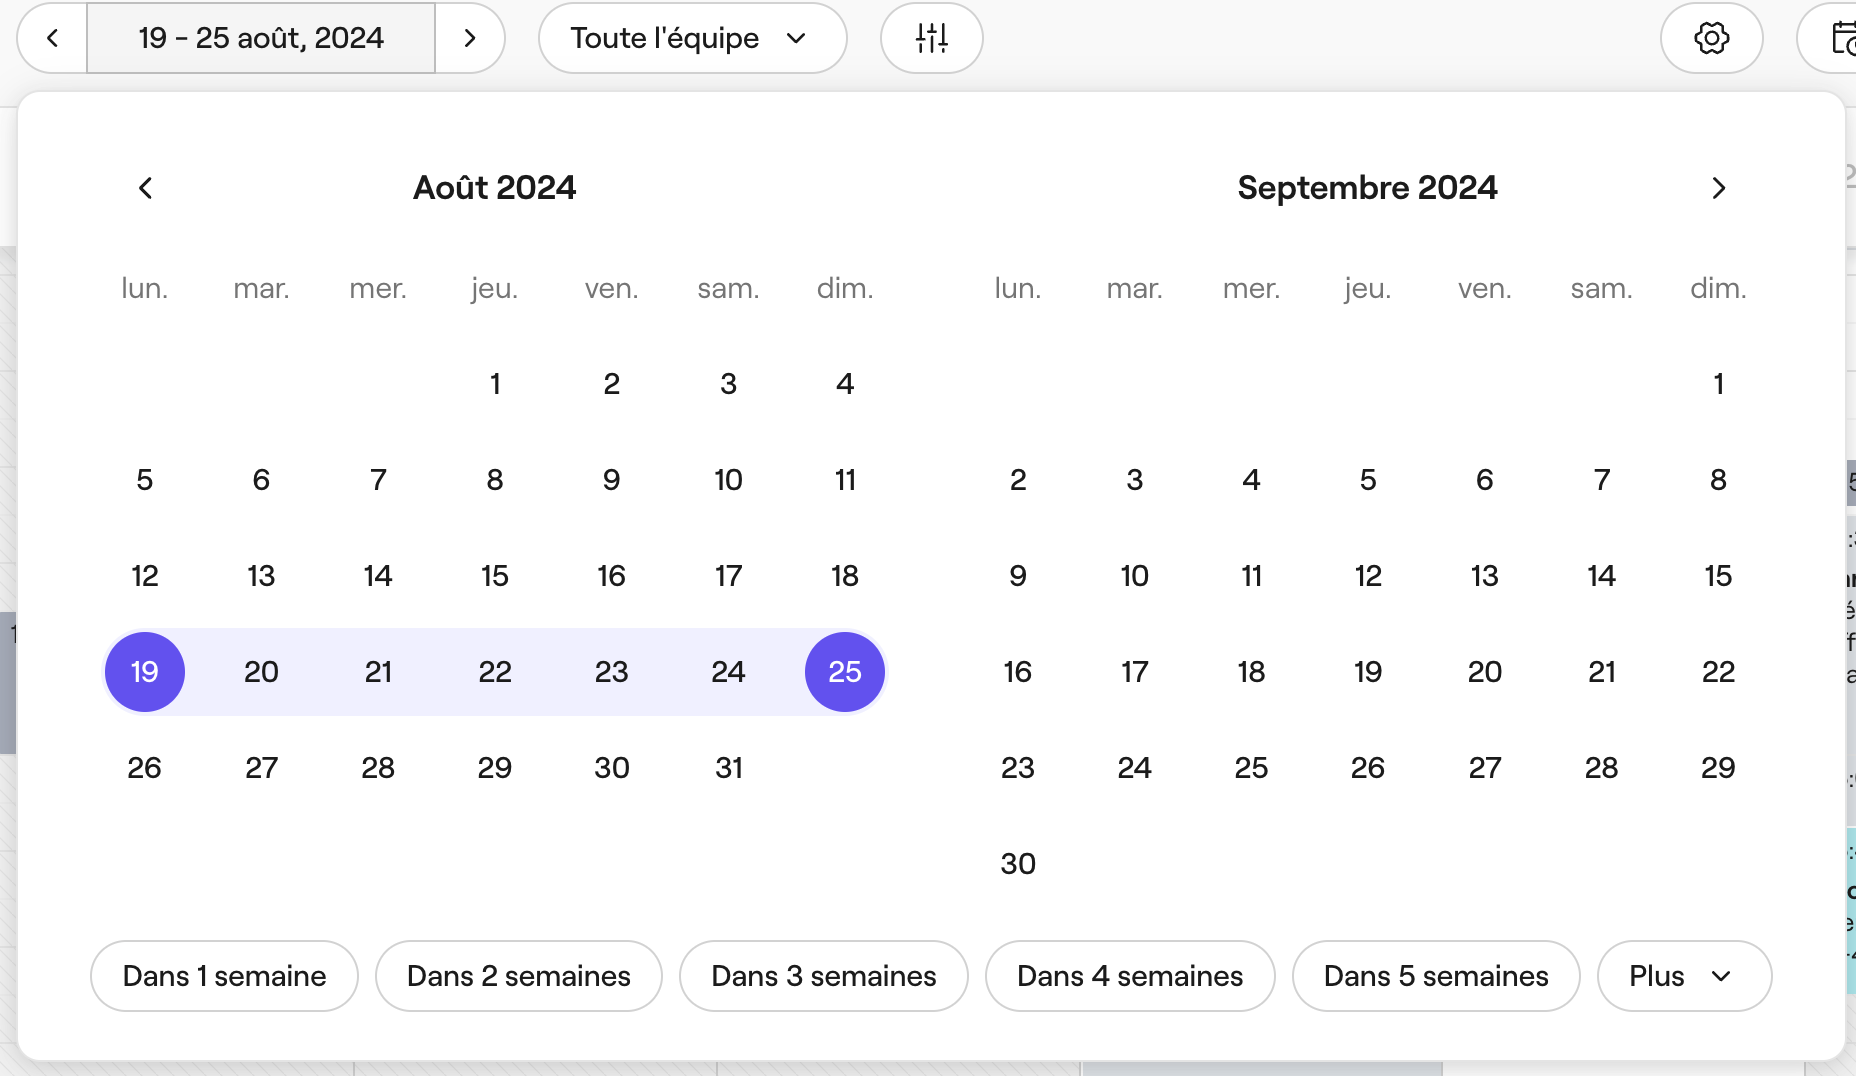 19 – 25 août, 2024 Toute l'équipe
Août 2024 Septembre 2024
lun. mar. mer. jeu. ven. sam. dim. lun. mar. mer. jeu. ven. sam. dim.
1 2 3 4 1
5 6 7 8 9 10 11 2 3 4 5 6 7 8
12 13 14 15 16 17 18 9 10 11 12 13 14 15
19 20 21 22 23 24 25 16 17 18 19 20 21 22
26 27 28 29 30 31 23 24 25 26 27 28 29
30
Dans 1 semaine Dans 2 semaines Dans 3 semaines Dans 4 semaines Dans 5 semaines Plus